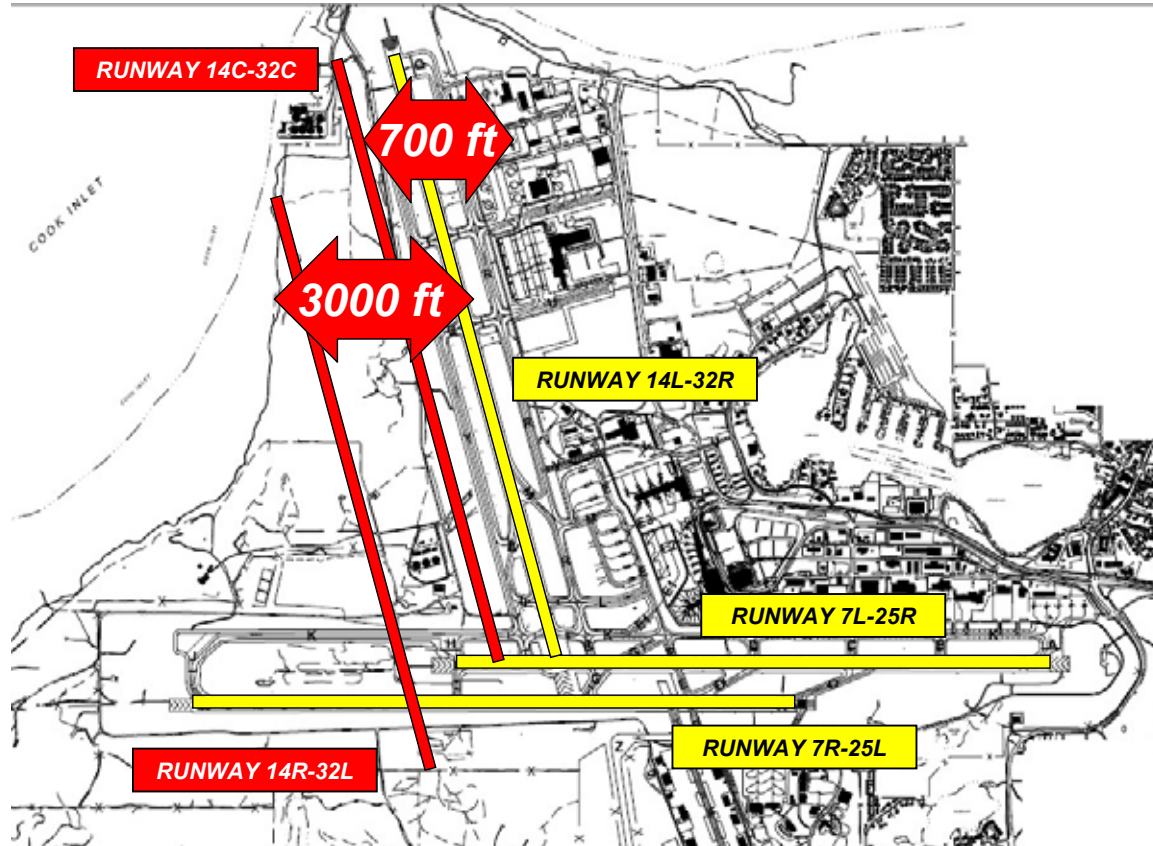 RUNWAY 14C-32C
700 ft
COOK INLET
3000 ft
RUNWAY 14L-32R
RUNWAY 7L-25R
K
K
K
RUNWAY 7R-25L
RUNWAY 14R-32L
Z